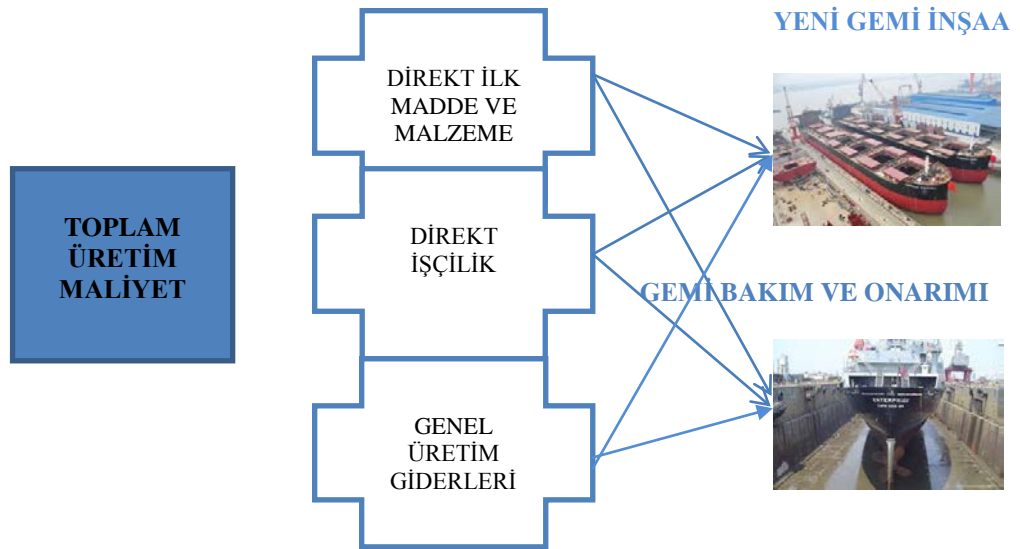 YENİ GEMİ İNŞAA
DİREKT İLK
MADDE VE
MALZEME
TOPLAM
ÜRETİM
MALİYET
DİREKT
İŞÇİLİK
GEMİ BAKIM VE ONARIMI
GENEL
ÜRETİM
GİDERLERİ
ENTERPRISE